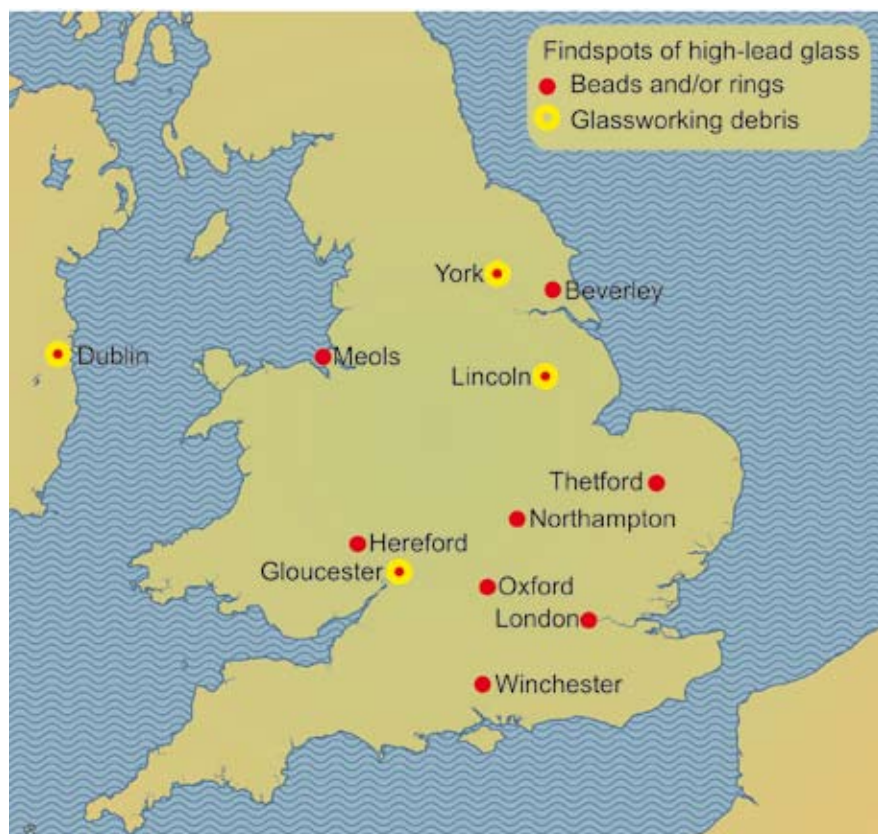 Findspots of high-lead glass
Beads and/or rings
Glassworking debris
York
Beverley
Dublin
Meols
Lincoln
Thetford
Northampton
Hereford
Gloucester
Oxford
London
Winchester